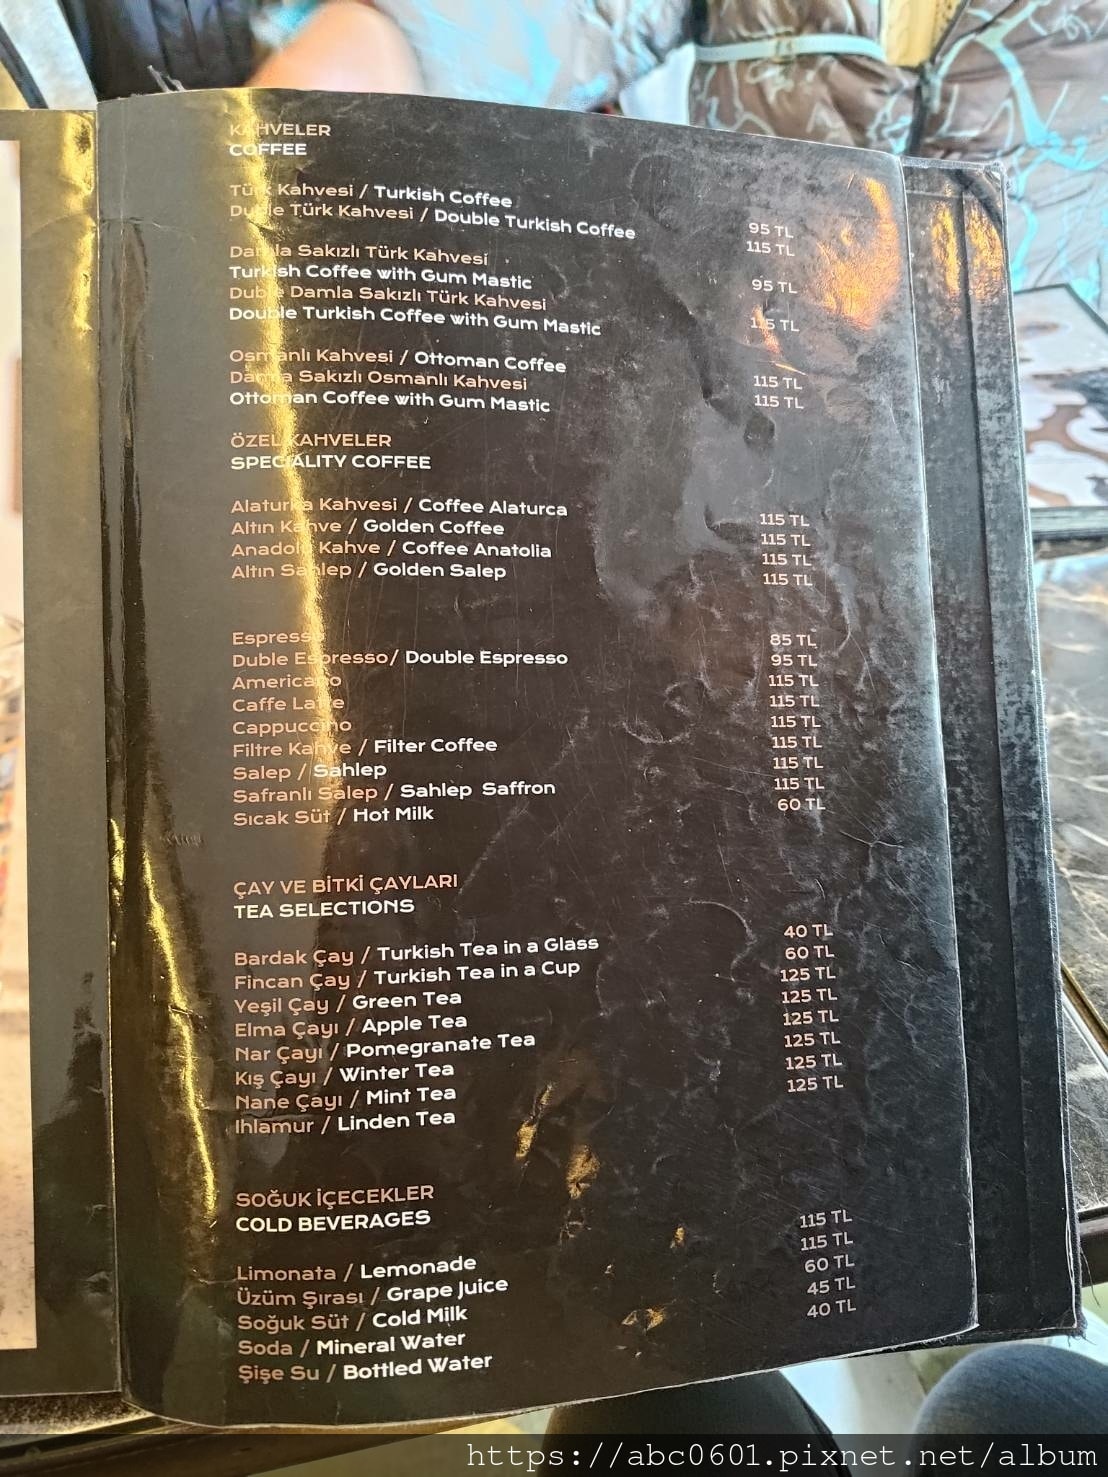 KAHVELER
COFFEE
Türk Kahvesi / Turkish Coffee 95 TL
Duble Türk Kahvesi / Double Turkish Coffee 115 TL
Damla Sakızlı Türk Kahvesi
Turkish Coffee with Gum Mastic 95 TL
Duble Damla Sakızlı Türk Kahvesi
Double Turkish Coffee with Gum Mastic 115 TL
Osmanlı Kahvesi / Ottoman Coffee 115 TL
Damla Sakızlı Osmanlı Kahvesi 115 TL
Ottoman Coffee with Gum Mastic
ÖZEL KAHVELER
SPECIALITY COFFEE
Alaturka Kahvesi / Coffee Alaturca 115 TL
Altın Kahve / Golden Coffee 115 TL
Anadolu Kahve / Coffee Anatolia 115 TL
Altın Sahlep / Golden Salep 115 TL
Espresso 85 TL
Duble Espresso/ Double Espresso 95 TL
Americano 115 TL
Caffe Latte 115 TL
Cappuccino 115 TL
Filtre Kahve / Filter Coffee 115 TL
Salep / Sahlep 115 TL
Safranlı Salep / Sahlep Saffron 115 TL
Sıcak Süt / Hot Milk 60 TL
ÇAY VE BİTKİ ÇAYLARI
TEA SELECTIONS
Bardak Çay / Turkish Tea in a Glass 40 TL
Fincan Çay / Turkish Tea in a Cup 60 TL
Yeşil Çay / Green Tea 125 TL
Elma Çayı / Apple Tea 125 TL
Nar Çayı / Pomegranate Tea 125 TL
Kış Çayı / Winter Tea 125 TL
Nane Çayı / Mint Tea 125 TL
Ihlamur / Linden Tea 125 TL
SOĞUK İÇECEKLER
COLD BEVERAGES
Limonata / Lemonade 115 TL
Üzüm Şırası / Grape Juice 115 TL
Soğuk Süt / Cold Milk 60 TL
Soda / Mineral Water 45 TL
Şişe Su / Bottled Water 40 TL
https://abc0601.pixnet.net/album